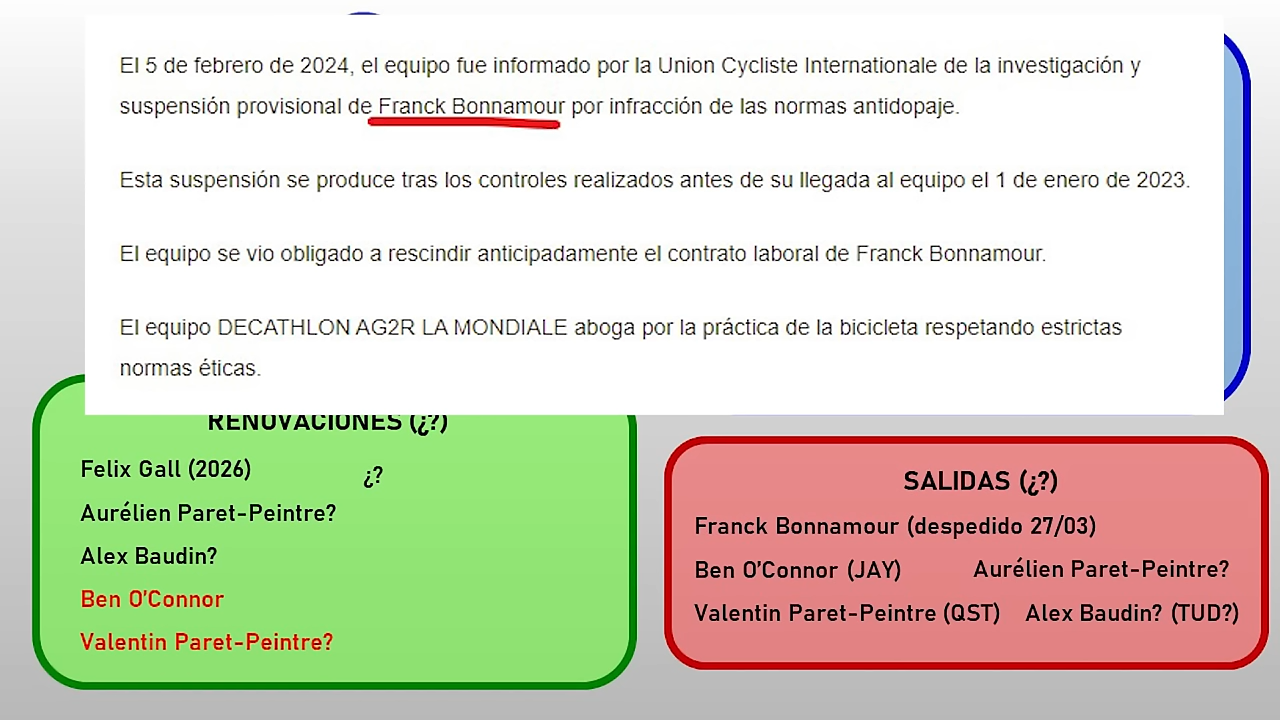 El 5 de febrero de 2024, el equipo fue informado por la Union Cycliste Internationale de la investigación y
suspensión provisional de Franck Bonnamour por infracción de las normas antidopaje.
Esta suspensión se produce tras los controles realizados antes de su llegada al equipo el 1 de enero de 2023.
El equipo se vio obligado a rescindir anticipadamente el contrato laboral de Franck Bonnamour.
El equipo DECATHLON AG2R LA MONDIALE aboga por la práctica de la bicicleta respetando estrictas
normas éticas.
RENOVACIONES (¿?)
Felix Gall (2026)
¿?
Aurélien Paret-Peintre?
Alex Baudin?
Ben O'Connor
Valentin Paret-Peintre?
SALIDAS (¿?)
Franck Bonnamour (despedido 27/03)
Ben O'Connor (JAY)
Aurélien Paret-Peintre?
Valentin Paret-Peintre (QST)
Alex Baudin? (TUD?)